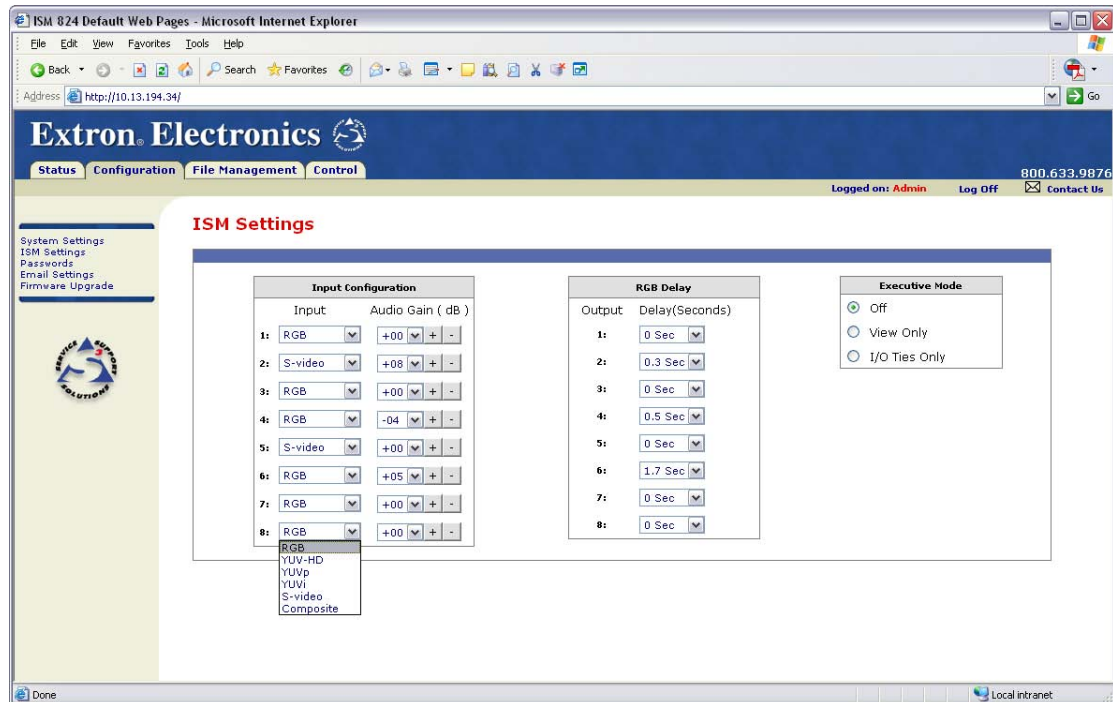 ISM 824 Default Web Pages - Microsoft Internet Explorer
File Edit View Favorites Tools Help
Back Search Favorites
Address http://10.13.194.34/ Go
Extron® Electronics
Status Configuration File Management Control
800.633.9876
Logged on: Admin Log Off Contact Us
System Settings
ISM Settings
Passwords
Email Settings
Firmware Upgrade
SERVICE SUPPORT SOLUTIONS
S3
ISM Settings
Input Configuration
Input Audio Gain ( dB )
1: RGB +00 + -
2: S-video +08 + -
3: RGB +00 + -
4: RGB -04 + -
5: S-video +00 + -
6: RGB +05 + -
7: RGB +00 + -
8: RGB +00 + -
RGB
YUV-HD
YUVp
YUVi
S-video
Composite
RGB Delay
Output Delay(Seconds)
1: 0 Sec
2: 0.3 Sec
3: 0 Sec
4: 0.5 Sec
5: 0 Sec
6: 1.7 Sec
7: 0 Sec
8: 0 Sec
Executive Mode
Off
View Only
I/O Ties Only
Done
Local intranet